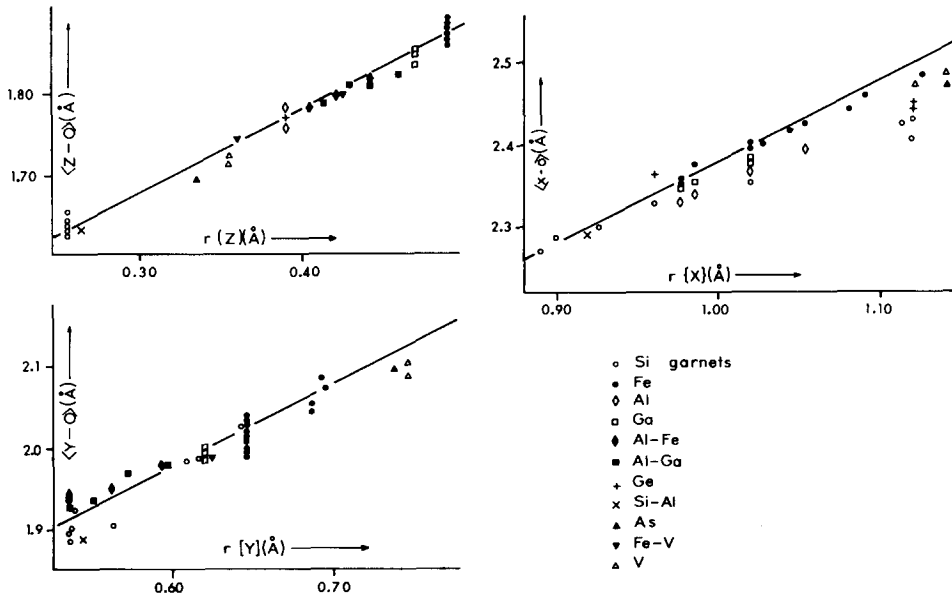 ⟨Z-O⟩(Å)
1.80
1.70
1.60
0.30
0.40
r (Z)(Å)
⟨X-O⟩(Å)
2.5
2.4
2.3
0.90
1.00
1.10
r {X}(Å)
⟨Y-O⟩(Å)
2.1
2.0
1.9
0.60
0.70
r [Y](Å)
Si garnets
Fe
Al
Ga
Al-Fe
Al-Ga
Ge
Si-Al
As
Fe-V
V